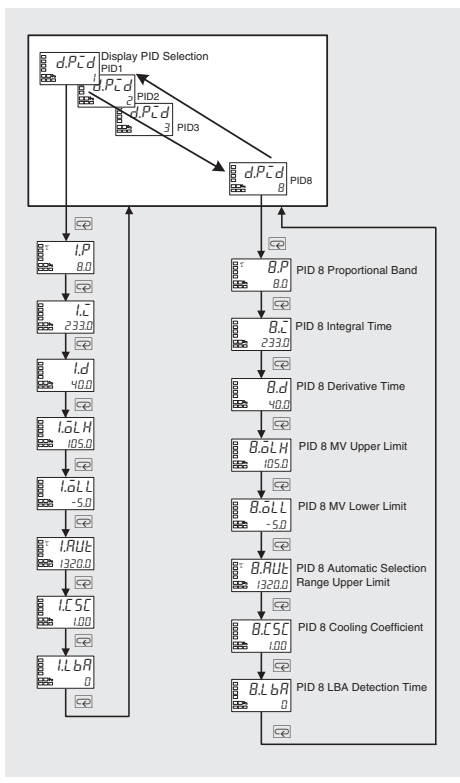 d.Pid
Display PID Selection
1
PID1
d.Pid
2
PID2
d.Pid
3
PID3
d.Pid
8
PID8
1.P
8.0
1.i
233.0
1.d
40.0
1.oLH
105.0
1.oLL
-5.0
1.AUt
1320.0
1.CSC
1.00
1.LbA
0
8.P
8.0
PID 8 Proportional Band
8.i
233.0
PID 8 Integral Time
8.d
40.0
PID 8 Derivative Time
8.oLH
105.0
PID 8 MV Upper Limit
8.oLL
-5.0
PID 8 MV Lower Limit
8.AUt
1320.0
PID 8 Automatic Selection
Range Upper Limit
8.CSC
1.00
PID 8 Cooling Coefficient
8.LbA
0
PID 8 LBA Detection Time